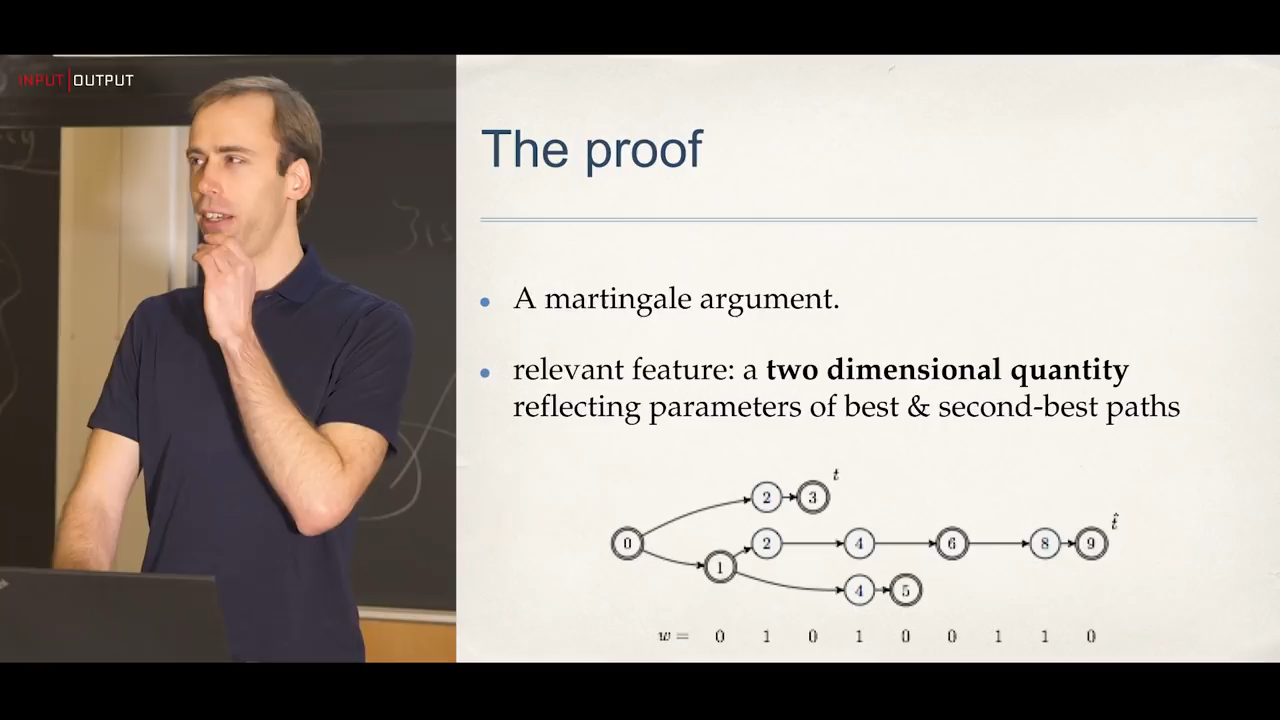 INPUT|OUTPUT
The proof
• A martingale argument.
• relevant feature: a two dimensional quantity
reflecting parameters of best & second-best paths
t
2 3
t̂
0 2 4 6 8 9
1
4 5
w = 0 1 0 1 0 0 1 1 0